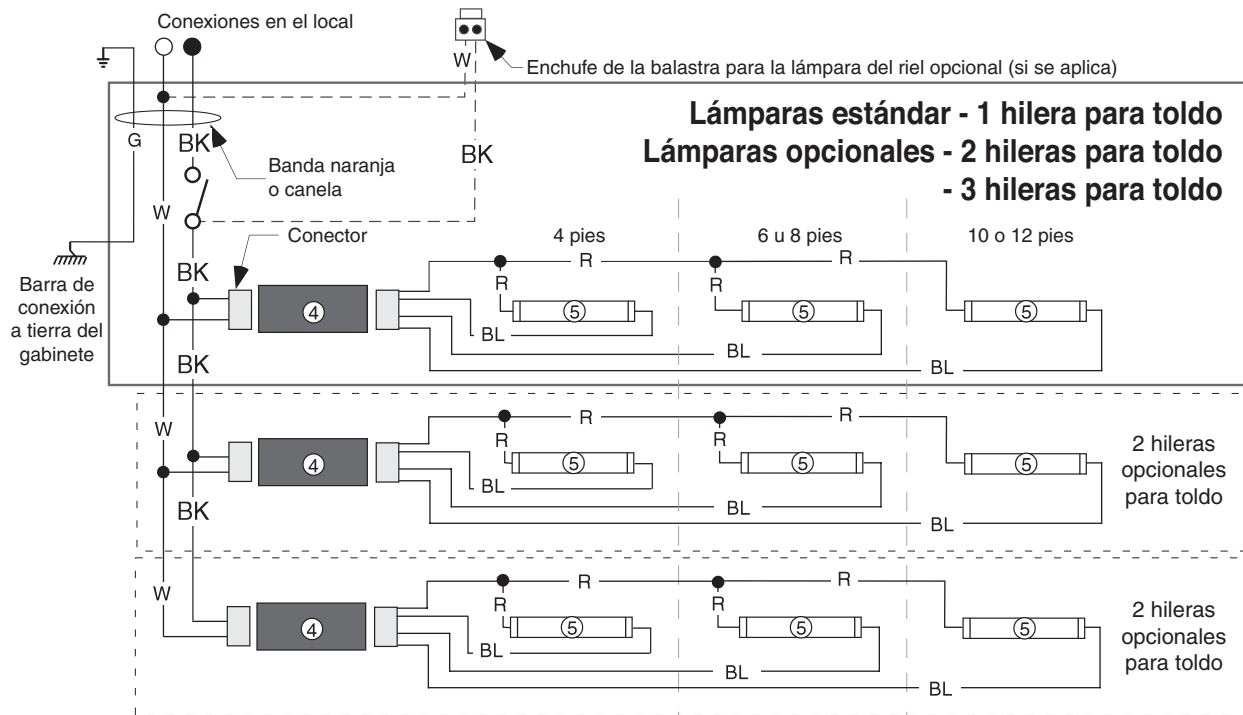 Conexiones en el local
W
Enchufe de la balastra para la lámpara del riel opcional (si se aplica)
Lámparas estándar - 1 hilera para toldo
Lámparas opcionales - 2 hileras para toldo
- 3 hileras para toldo
G
BK
BK
Banda naranja
o canela
W
Conector
4 pies
6 u 8 pies
10 o 12 pies
BK
Barra de
conexión
a tierra del
gabinete
R
R
R
R
4
5
5
5
BL
BL
BL
BK
W
R
R
R
R
4
5
5
5
BL
BL
BL
2 hileras
opcionales
para toldo
BK
W
R
R
R
R
4
5
5
5
BL
BL
BL
2 hileras
opcionales
para toldo